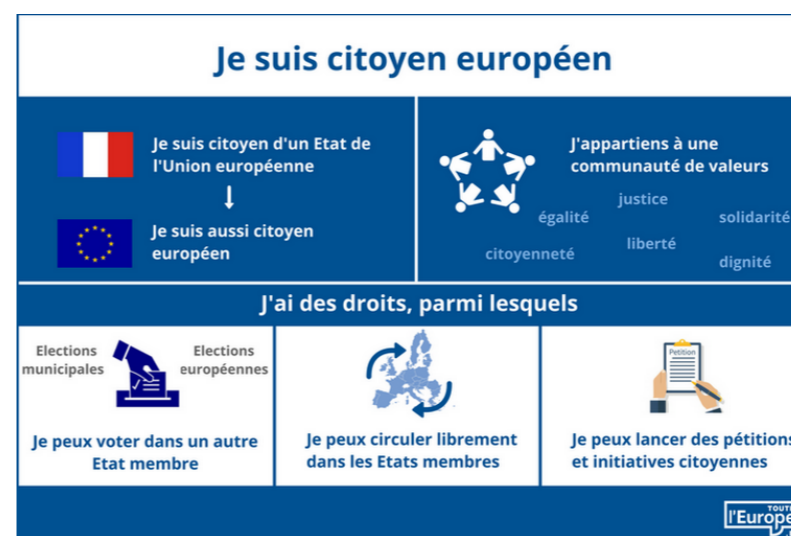 Je suis citoyen européen
Je suis citoyen d'un Etat de
l'Union européenne
Je suis aussi citoyen
européen
J'appartiens à une
communauté de valeurs
justice
égalité
solidarité
liberté
citoyenneté
dignité
J'ai des droits, parmi lesquels
Elections
municipales
Elections
européennes
Je peux voter dans un autre
Etat membre
Je peux circuler librement
dans les Etats membres
Petition
Je peux lancer des pétitions
et initiatives citoyennes
TOUTE
l'Europe